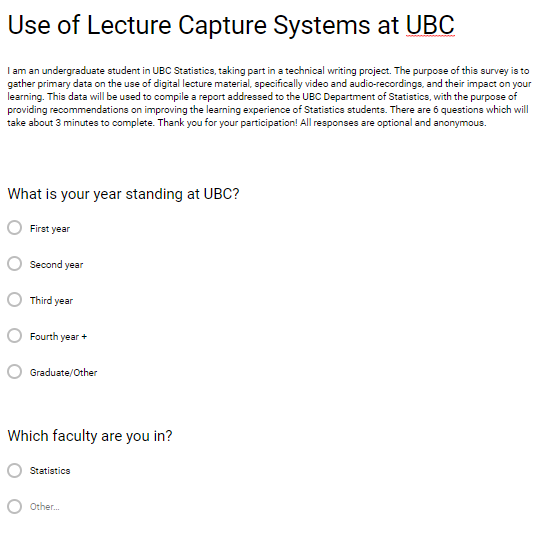 Use of Lecture Capture Systems at UBC
I am an undergraduate student in UBC Statistics, taking part in a technical writing project. The purpose of this survey is to
gather primary data on the use of digital lecture material, specifically video and audio-recordings, and their impact on your
learning. This data will be used to compile a report addressed to the UBC Department of Statistics, with the purpose of
providing recommendations on improving the learning experience of Statistics students. There are 6 questions which will
take about 3 minutes to complete. Thank you for your participation! All responses are optional and anonymous.
What is your year standing at UBC?
First year
Second year
Third year
Fourth year +
Graduate/Other
Which faculty are you in?
Statistics
Other...